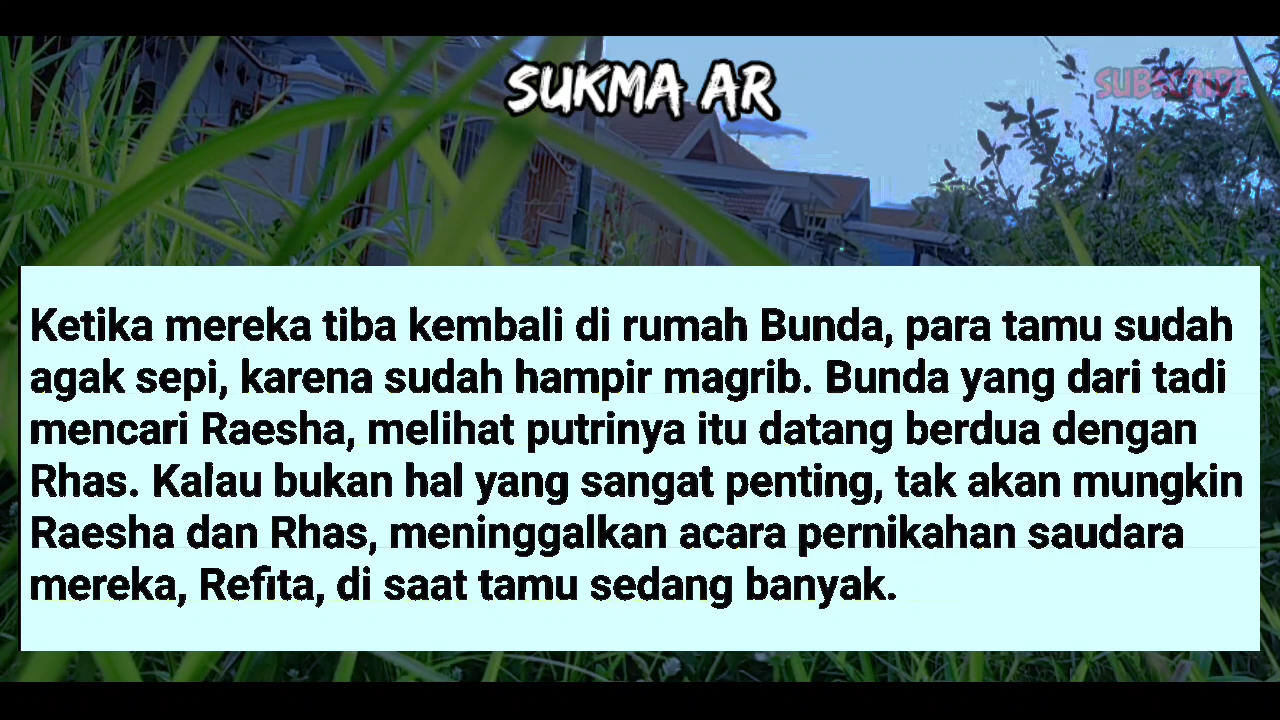 SUKMA AR
SUBSCRIBE
Ketika mereka tiba kembali di rumah Bunda, para tamu sudah
agak sepi, karena sudah hampir magrib. Bunda yang dari tadi
mencari Raesha, melihat putrinya itu datang berdua dengan
Rhas. Kalau bukan hal yang sangat penting, tak akan mungkin
Raesha dan Rhas, meninggalkan acara pernikahan saudara
mereka, Refita, di saat tamu sedang banyak.